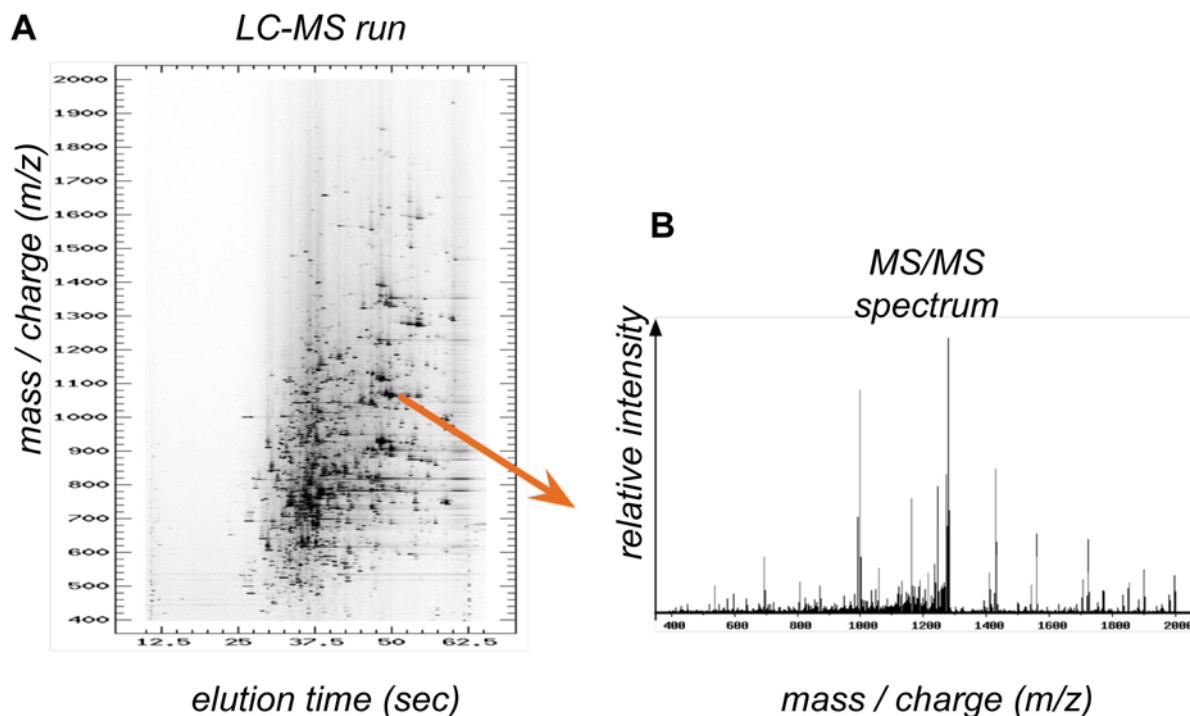 A
LC-MS run
mass / charge (m/z)
2000
1900
1800
1700
1600
1500
1400
1300
1200
1100
1000
900
800
700
600
500
400
12.5 25 37.5 50 62.5
elution time (sec)
B
MS/MS
spectrum
relative intensity
400 600 800 1000 1200 1400 1600 1800 2000
mass / charge (m/z)